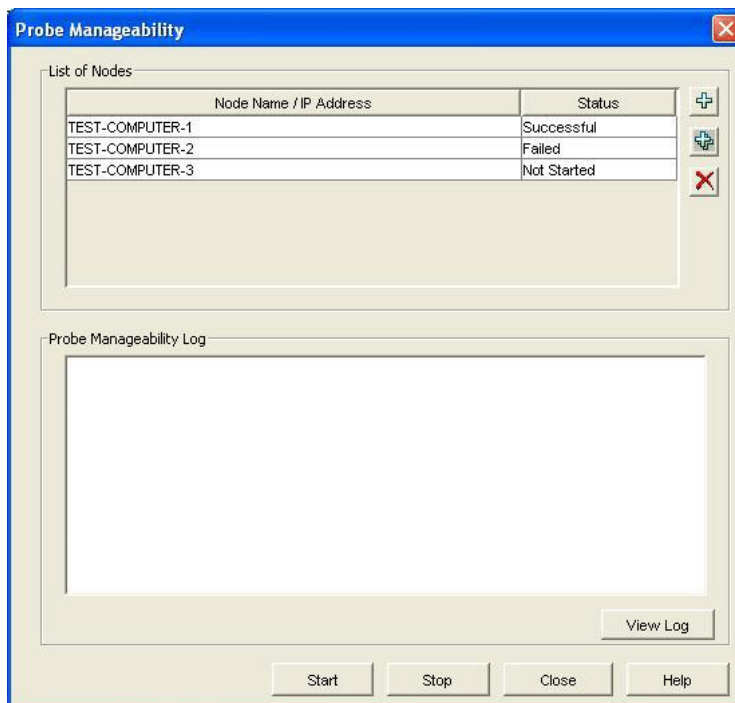 Probe Manageability
List of Nodes
Node Name / IP Address Status
TEST-COMPUTER-1 Successful
TEST-COMPUTER-2 Failed
TEST-COMPUTER-3 Not Started
Probe Manageability Log
View Log
Start Stop Close Help